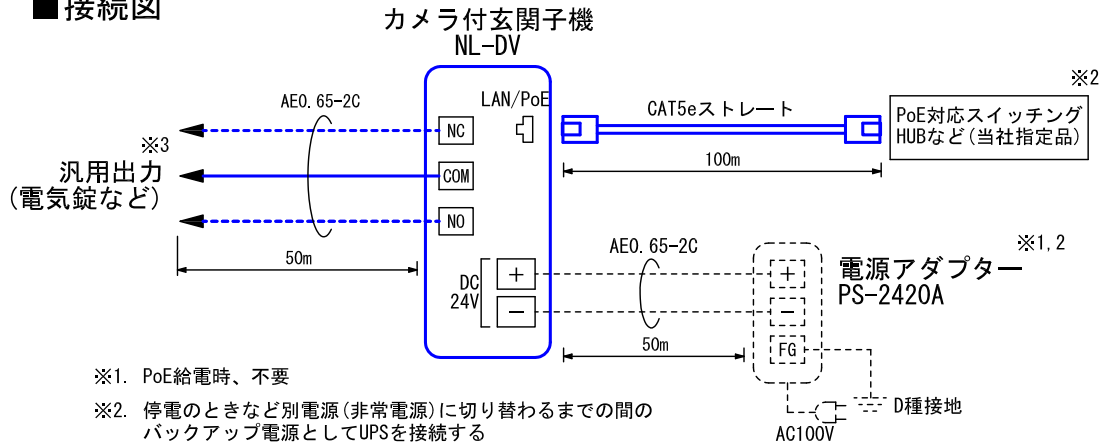 ■接続図
カメラ付玄関子機
NL-DV
※2
AE0.65-2C
LAN/PoE
CAT5eストレート
PoE対応スイッチング
HUBなど(当社指定品)
NC
※3
100m
汎用出力
(電気錠など)
COM
NO
AE0.65-2C
※1,2
50m
DC
24V
+
−
+
−
電源アダプター
PS-2420A
50m
FG
※1. PoE給電時、不要
D種接地
※2. 停電のときなど別電源(非常電源)に切り替わるまでの間の
バックアップ電源としてUPSを接続する
AC100V